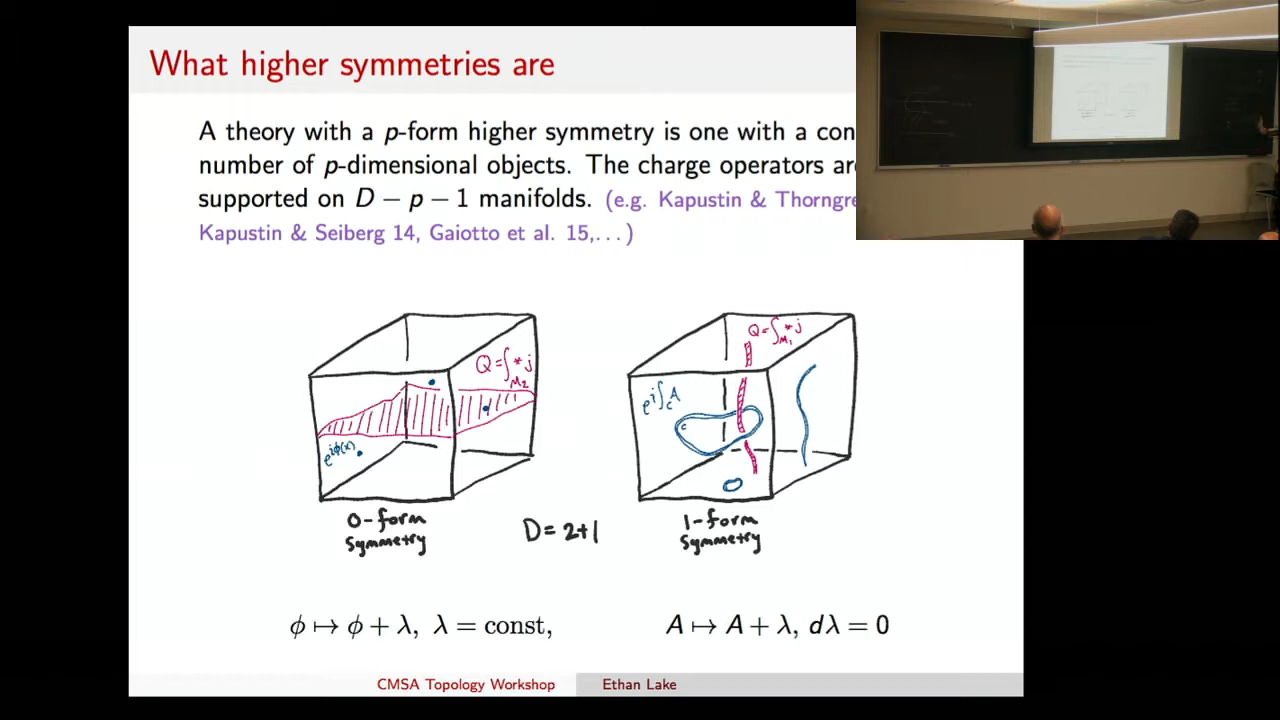 What higher symmetries are
A theory with a p-form higher symmetry is one with a con
number of p-dimensional objects. The charge operators are
supported on D − p − 1 manifolds. (e.g. Kapustin & Thorngre
Kapustin & Seiberg 14, Gaiotto et al. 15,...)
Q=∫_{M₂} *j
e^{iϕ(x)}
0-form
symmetry
D=2+1
Q=∫_{M₁} *j
e^{i∫_c A}
c
1-form
symmetry
ϕ ↦ ϕ + λ, λ = const,
A ↦ A + λ, dλ = 0
CMSA Topology Workshop
Ethan Lake